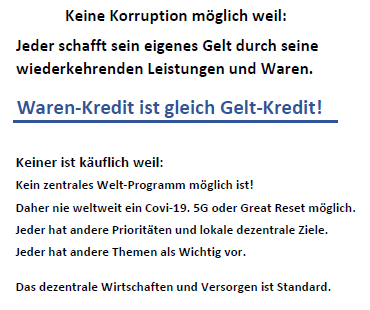 Keine Korruption möglich weil:
Jeder schafft sein eigenes Gelt durch seine
wiederkehrenden Leistungen und Waren.
Waren-Kredit ist gleich Gelt-Kredit!
Keiner ist käuflich weil:
Kein zentrales Welt-Programm möglich ist!
Daher nie weltweit ein Covi-19. 5G oder Great Reset möglich.
Jeder hat andere Prioritäten und lokale dezentrale Ziele.
Jeder hat andere Themen als Wichtig vor.
Das dezentrale Wirtschaften und Versorgen ist Standard.